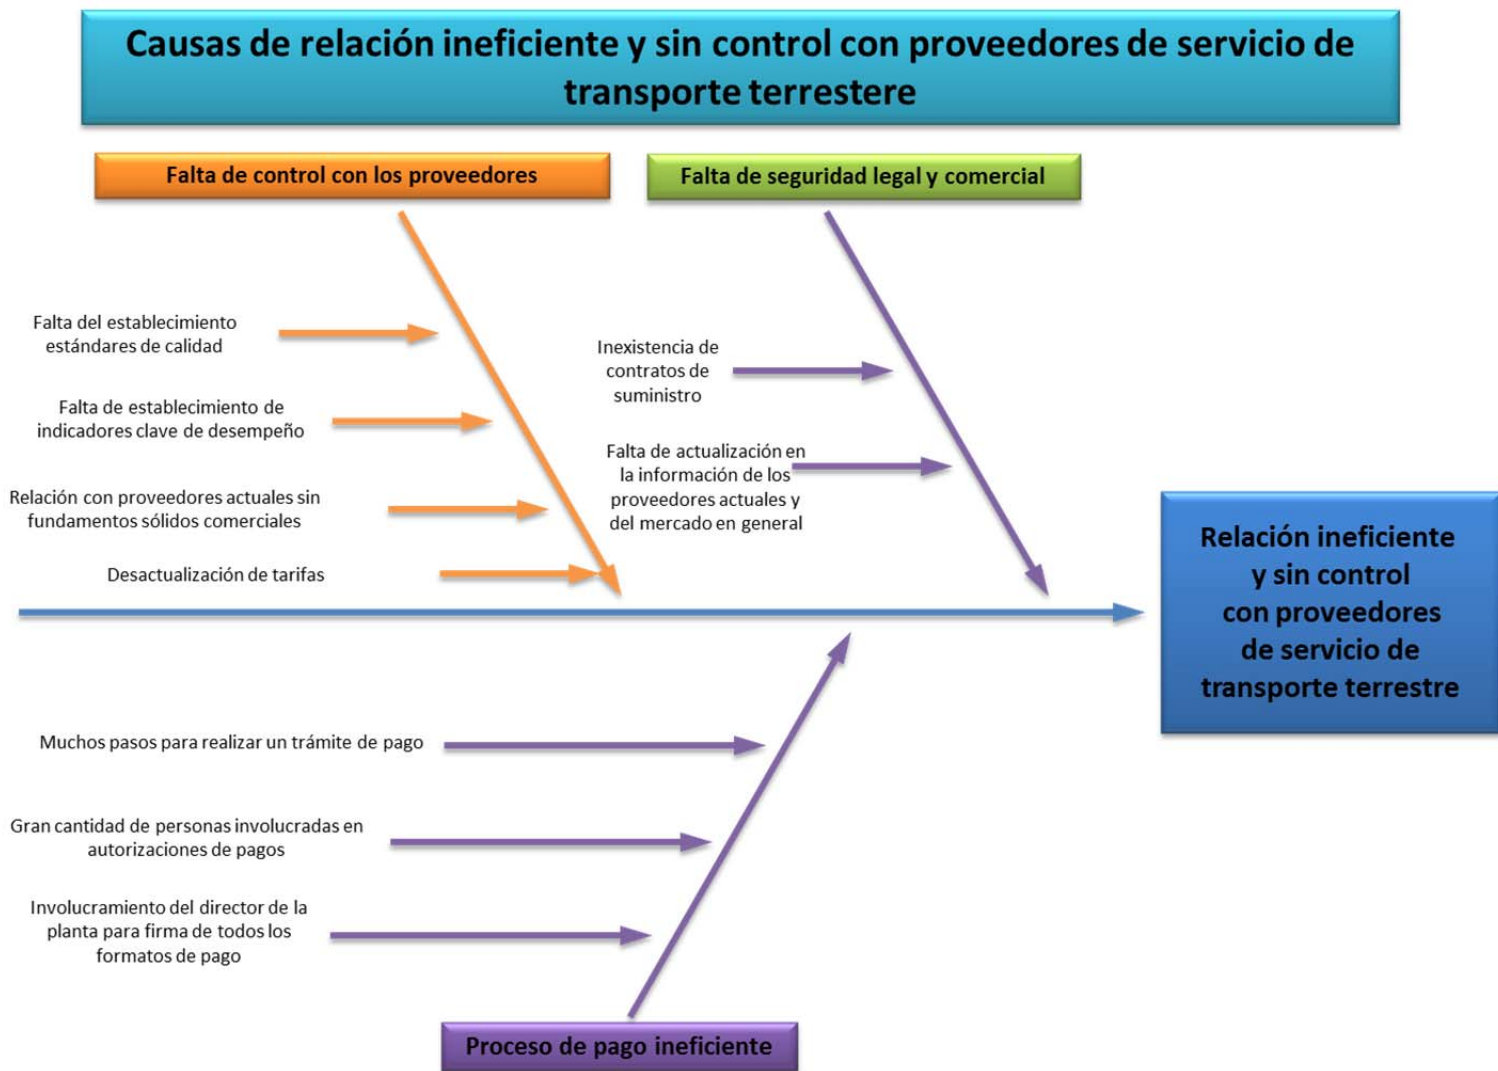 Causas de relación ineficiente y sin control con proveedores de servicio de
transporte terrestere
Falta de control con los proveedores
Falta de seguridad legal y comercial
Falta del establecimiento
estándares de calidad
Falta de establecimiento de
indicadores clave de desempeño
Relación con proveedores actuales sin
fundamentos sólidos comerciales
Desactualización de tarifas
Inexistencia de
contratos de
suministro
Falta de actualización en
la información de los
proveedores actuales y
del mercado en general
Relación ineficiente
y sin control
con proveedores
de servicio de
transporte terrestre
Muchos pasos para realizar un trámite de pago
Gran cantidad de personas involucradas en
autorizaciones de pagos
Involucramiento del director de la
planta para firma de todos los
formatos de pago
Proceso de pago ineficiente